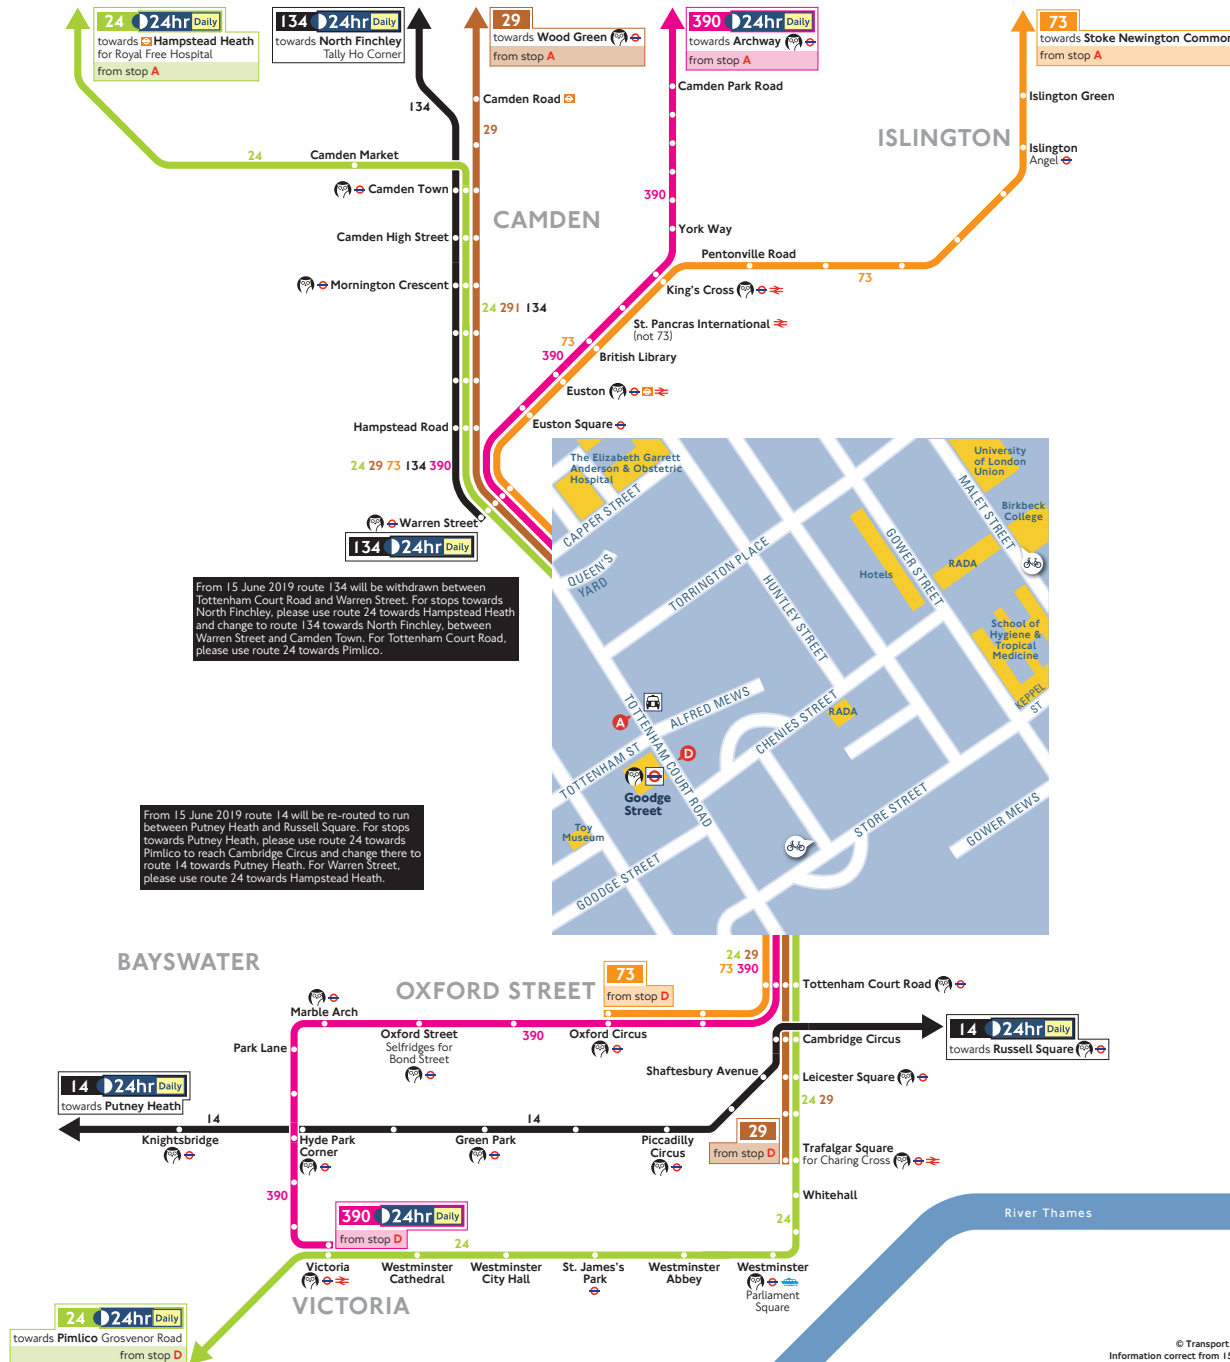 24 24hr Daily
towards Hampstead Heath
for Royal Free Hospital
from stop A
134 24hr Daily
towards North Finchley
Tally Ho Corner
29
towards Wood Green
from stop A
390 24hr Daily
towards Archway
from stop A
73
towards Stoke Newington Common
from stop A
134
Camden Road
29
Camden Park Road
Islington Green
ISLINGTON
Islington
Angel
24
Camden Market
Camden Town
390
CAMDEN
Camden High Street
York Way
Pentonville Road
73
Mornington Crescent
King's Cross
24 291 134
St. Pancras International
(not 73)
73
390
British Library
Euston
Hampstead Road
Euston Square
24 29 73 134 390
Warren Street
134 24hr Daily
The Elizabeth Garrett
Anderson & Obstetric
Hospital
University
of London
Union
Birkbeck
College
CAPPER STREET
MALET STREET
QUEEN'S
YARD
TORRINGTON PLACE
GOWER STREET
Hotels
RADA
HUNTLEY STREET
School of
Hygiene &
Tropical
Medicine
KEPPEL
ST
From 15 June 2019 route 134 will be withdrawn between
Tottenham Court Road and Warren Street. For stops towards
North Finchley, please use route 24 towards Hampstead Heath
and change to route 134 towards North Finchley, between
Warren Street and Camden Town. For Tottenham Court Road,
please use route 24 towards Pimlico.
ALFRED MEWS
A
TOTTENHAM COURT ROAD
CHENIES STREET
RADA
D
TOTTENHAM ST
Goodge
Street
STORE STREET
GOWER MEWS
Toy
Museum
GOODGE STREET
From 15 June 2019 route 14 will be re-routed to run
between Putney Heath and Russell Square. For stops
towards Putney Heath, please use route 24 towards
Pimlico to reach Cambridge Circus and change there to
route 14 towards Putney Heath. For Warren Street,
please use route 24 towards Hampstead Heath.
BAYSWATER
24 29
73 390
73
from stop D
OXFORD STREET
Tottenham Court Road
Marble Arch
Oxford Street
Selfridges for
Bond Street
390
Oxford Circus
Cambridge Circus
14 24hr Daily
towards Russell Square
Park Lane
Shaftesbury Avenue
Leicester Square
24 29
14 24hr Daily
towards Putney Heath
14
14
Knightsbridge
Hyde Park
Corner
Green Park
Piccadilly
Circus
29
from stop D
Trafalgar Square
for Charing Cross
Whitehall
390
390 24hr Daily
from stop D
24
24
River Thames
Victoria
Westminster
Cathedral
Westminster
City Hall
St. James's
Park
Westminster
Abbey
Westminster
Parliament
Square
VICTORIA
24 24hr Daily
towards Pimlico Grosvenor Road
from stop D
© Transport
Information correct from 15